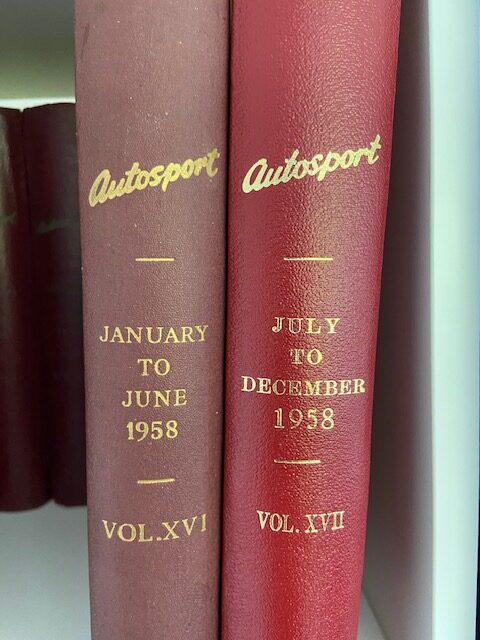 Autosport
JANUARY
TO
JUNE
1958
VOL.XVI
Autosport
JULY
TO
DECEMBER
1958
VOL. XVII